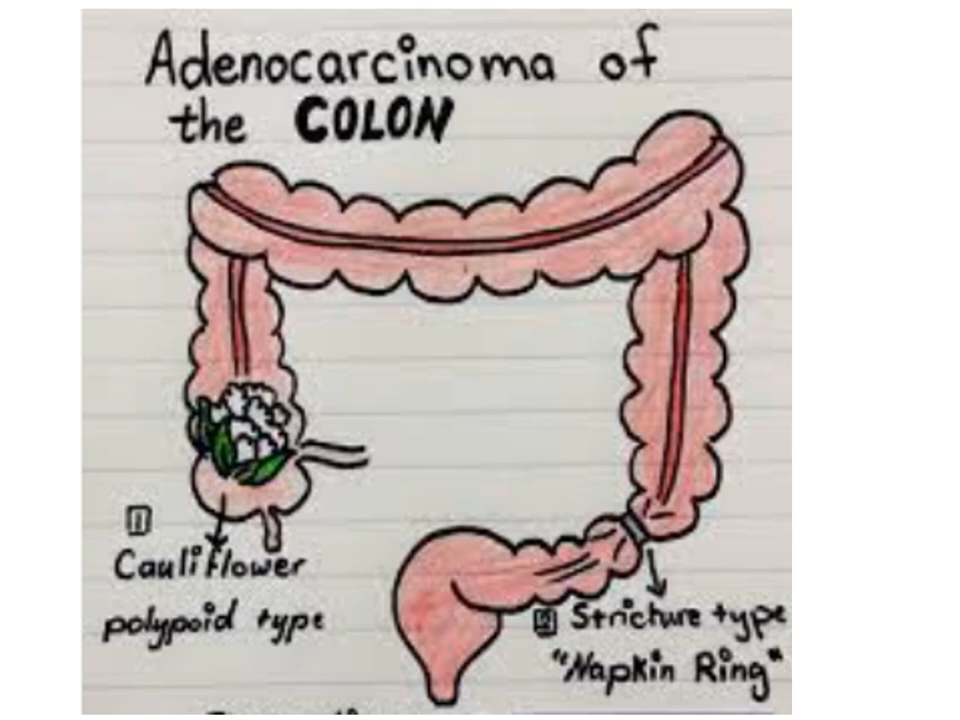 Adenocarcinoma of
the COLON
1
Cauliflower
polypoid type
2 Stricture type
"Napkin Ring"